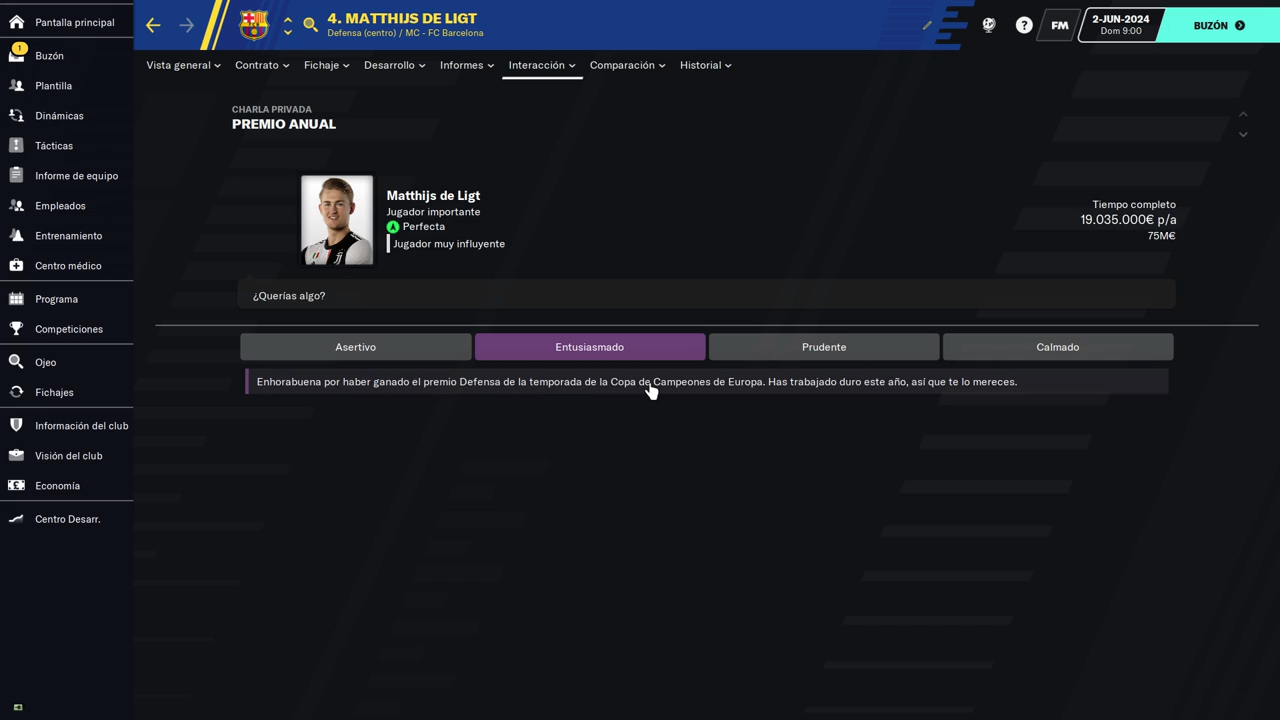 Pantalla principal
1
Buzón
Plantilla
Dinámicas
Tácticas
Informe de equipo
Empleados
Entrenamiento
Centro médico
Programa
Competiciones
Ojeo
Fichajes
Información del club
Visión del club
Economía
Centro Desarr.
4. MATTHIJS DE LIGT
Defensa (centro) / MC - FC Barcelona
FM
2-JUN-2024
Dom 9:00
BUZÓN
Vista general
Contrato
Fichaje
Desarrollo
Informes
Interacción
Comparación
Historial
CHARLA PRIVADA
PREMIO ANUAL
Matthijs de Ligt
Jugador importante
Perfecta
Jugador muy influyente
Tiempo completo
19.035.000€ p/a
75M€
¿Querías algo?
Asertivo
Entusiasmado
Prudente
Calmado
Enhorabuena por haber ganado el premio Defensa de la temporada de la Copa de Campeones de Europa. Has trabajado duro este año, así que te lo mereces.